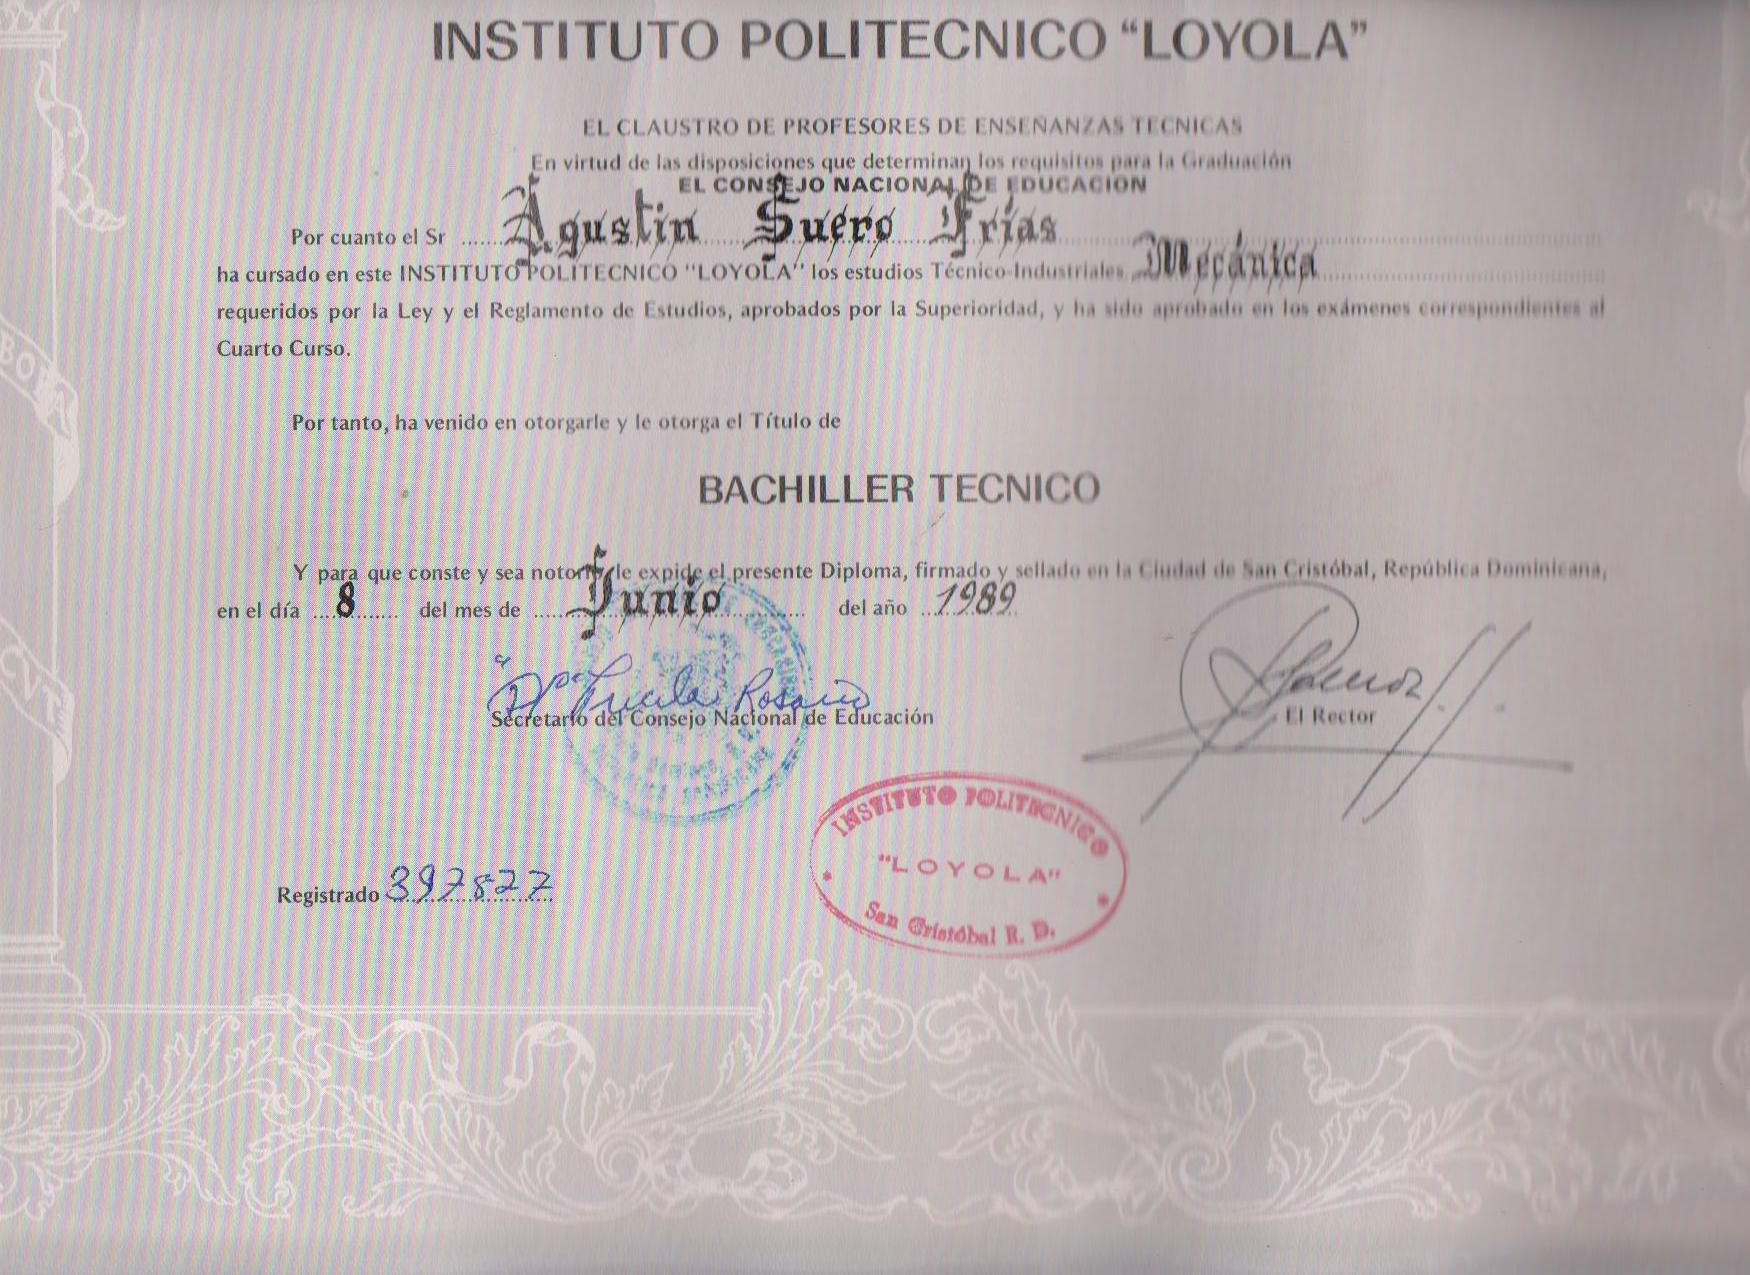 INSTITUTO POLITECNICO "LOYOLA"
EL CLAUSTRO DE PROFESORES DE ENSEÑANZAS TECNICAS
En virtud de las disposiciones que determinan los requisitos para la Graduación
EL CONSEJO NACIONAL DE EDUCACION
Por cuanto el Sr Agustin Suero Frías
ha cursado en este INSTITUTO POLITECNICO "LOYOLA" los estudios Técnico-Industriales Mecánica
requeridos por la Ley y el Reglamento de Estudios, aprobados por la Superioridad, y ha sido aprobado en los exámenes correspondientes al
Cuarto Curso.
Por tanto, ha venido en otorgarle y le otorga el Título de
BACHILLER TECNICO
Y para que conste y sea notorio, le expide el presente Diploma, firmado y sellado en la Ciudad de San Cristóbal, República Dominicana,
en el día 8 del mes de Junio del año 1989
Rosario
Secretario del Consejo Nacional de Educación
El Rector
INSTITUTO POLITECNICO
"LOYOLA"
San Cristóbal R. D.
Registrado 397827